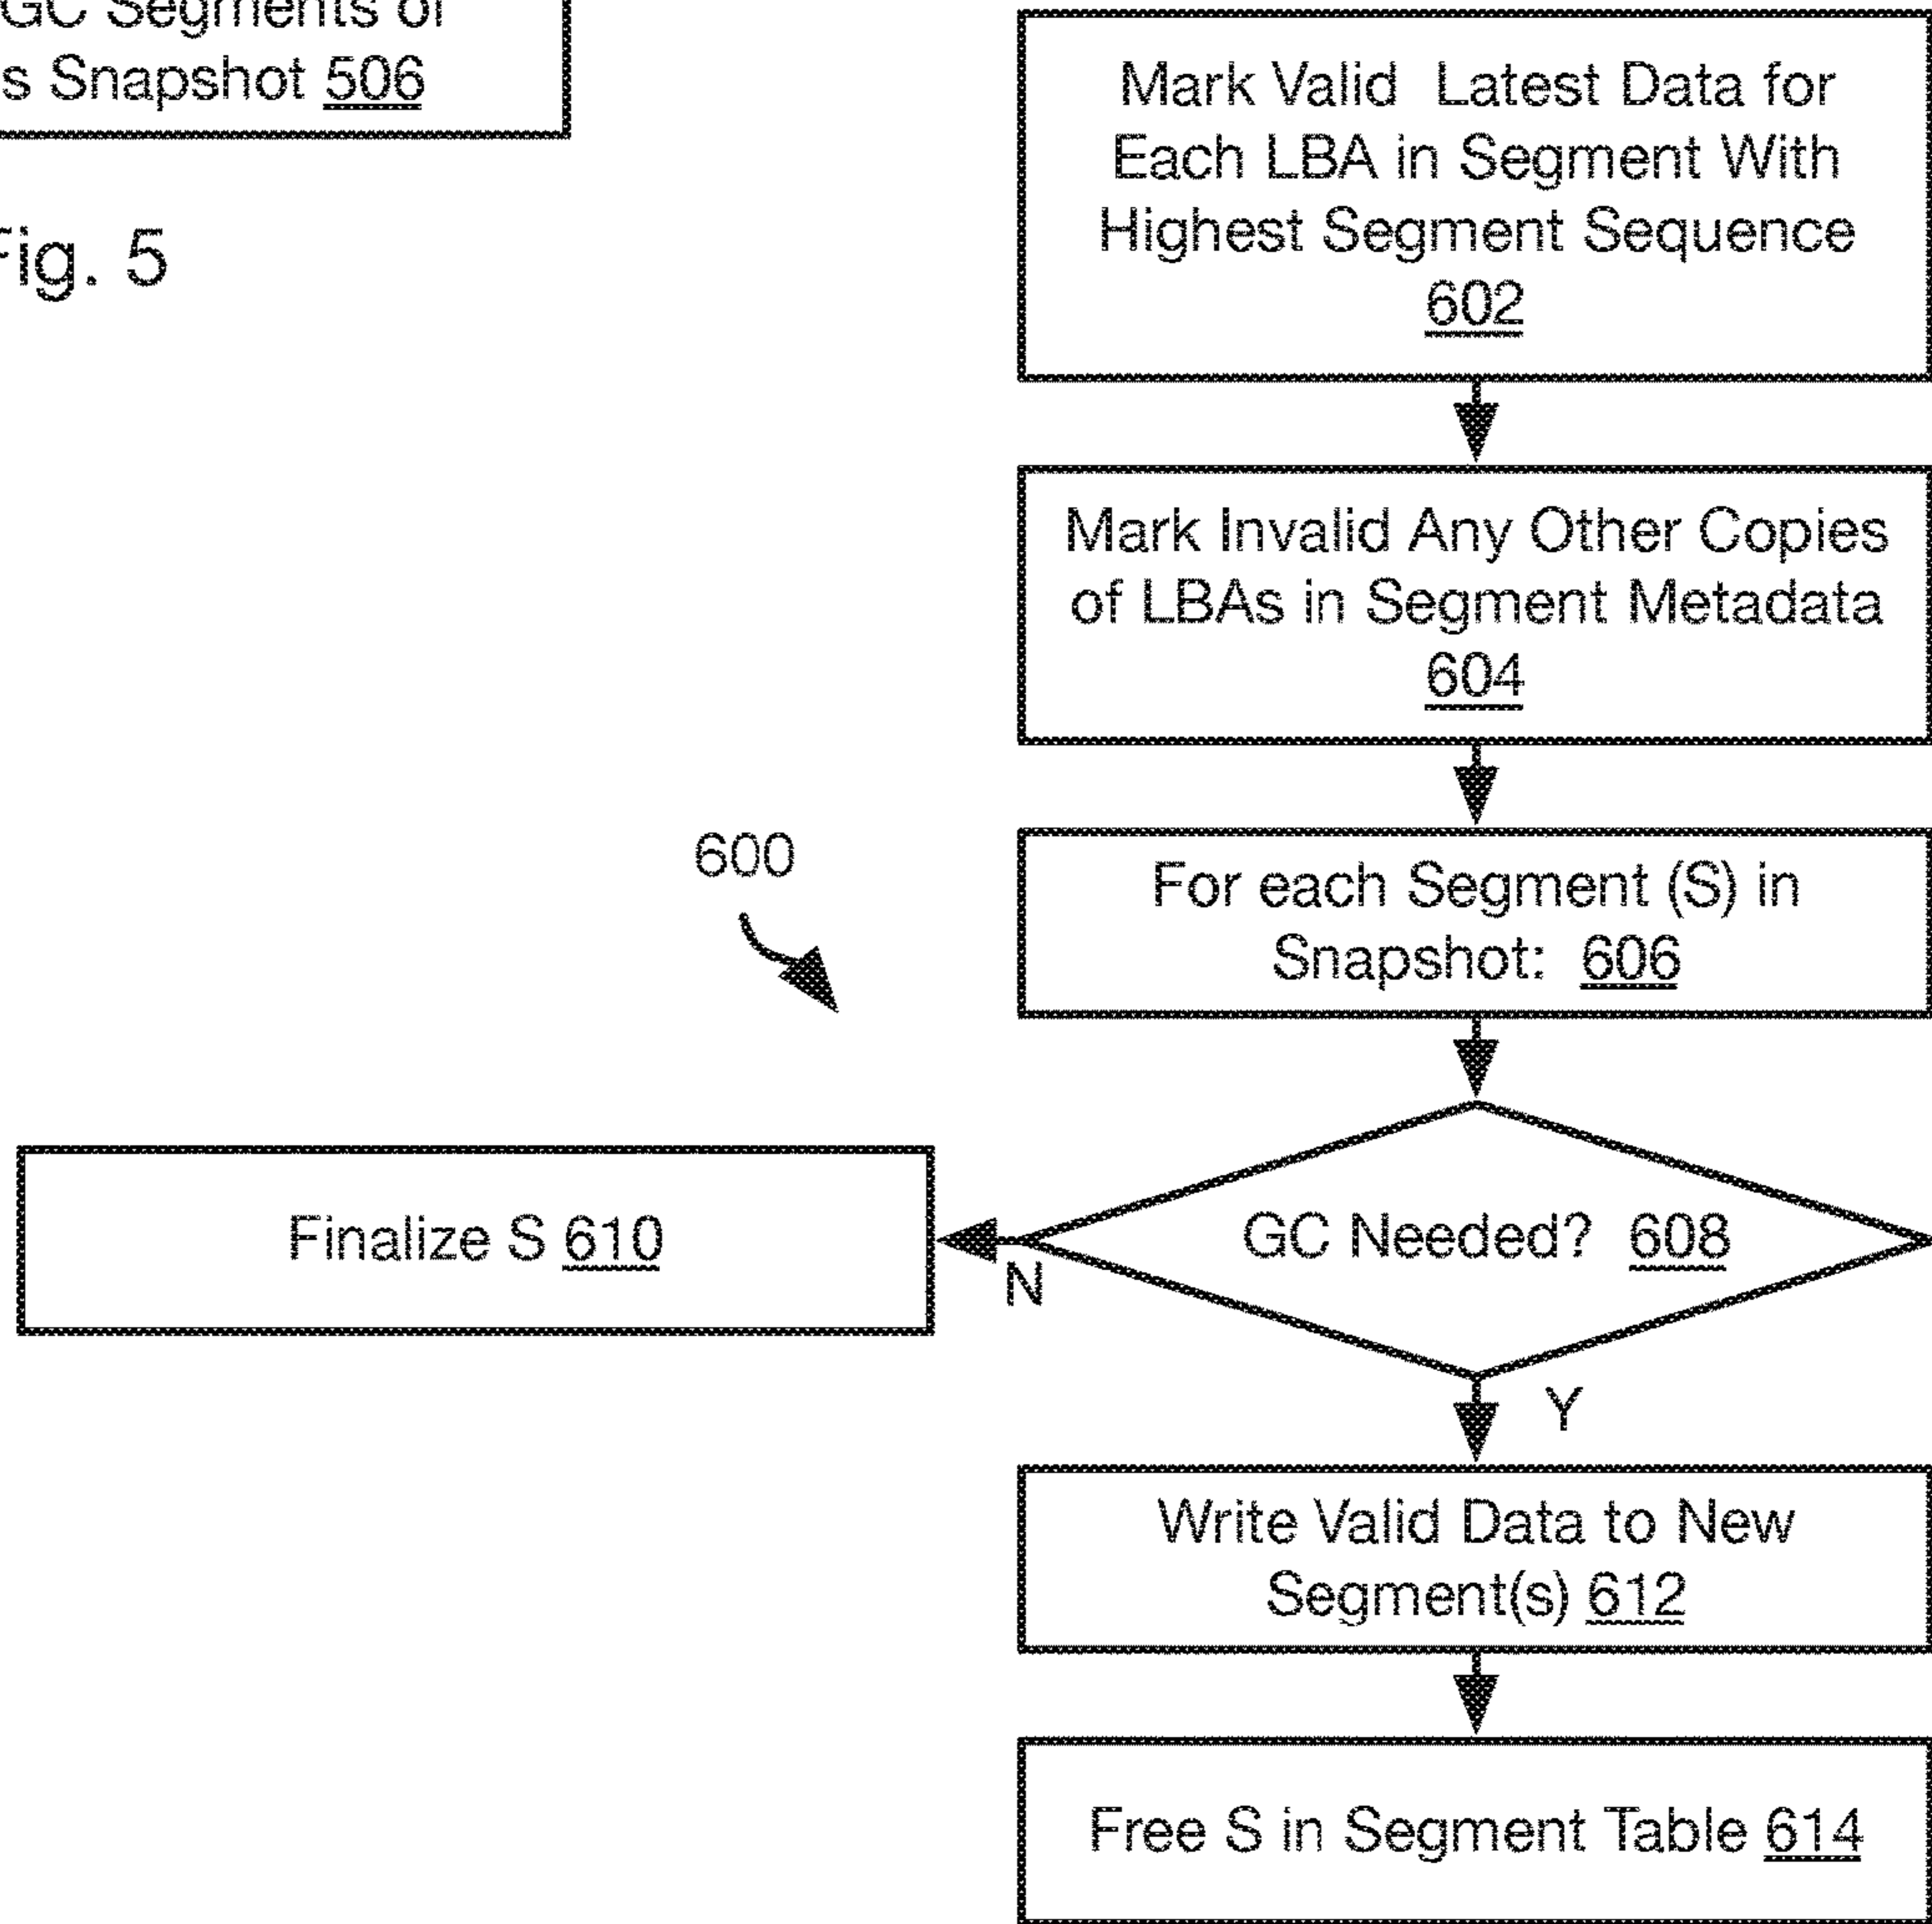 GC Segments of
s Snapshot 506
Fig. 5
Mark Valid Latest Data for
Each LBA in Segment With
Highest Segment Sequence
602
Mark Invalid Any Other Copies
of LBAs in Segment Metadata
604
600
For each Segment (S) in
Snapshot: 606
Finalize S 610
N
GC Needed? 608
Y
Write Valid Data to New
Segment(s) 612
Free S in Segment Table 614